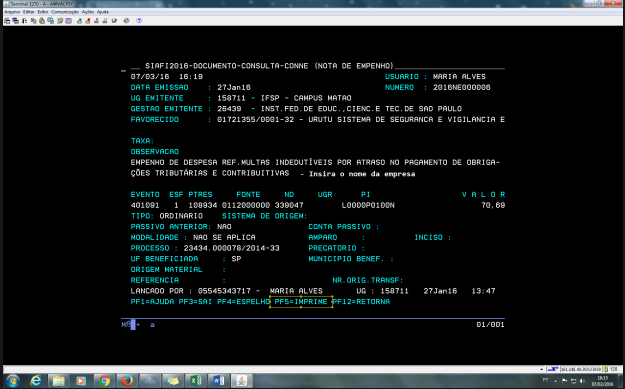 Terminal 3270 - A - AWVACPSY
Arquivo Editar Exibir Comunicação Ações Ajuda
__ SIAFI2016-DOCUMENTO-CONSULTA-CONNE (NOTA DE EMPENHO)
07/03/16 16:19 USUARIO : MARIA ALVES
DATA EMISSAO : 27Jan16 NUMERO : 2016NE000006
UG EMITENTE : 158711 - IFSP - CAMPUS MATAO
GESTAO EMITENTE : 26439 - INST.FED.DE EDUC.,CIENC.E TEC.DE SAO PAULO
FAVORECIDO : 01721355/0001-32 - URUTU SISTEMA DE SEGURANCA E VIGILANCIA E
TAXA:
OBSERVACAO
EMPENHO DE DESPESA REF.MULTAS INDEDUTÍVEIS POR ATRASO NO PAGAMENTO DE OBRIGA-
ÇÕES TRIBUTÁRIAS E CONTRIBUITIVAS - Insira o nome da empresa
EVENTO ESF PTRES FONTE ND UGR PI V A L O R
401091 1 108934 0112000000 339047 L0000P0100N 70,69
TIPO: ORDINARIO SISTEMA DE ORIGEM:
PASSIVO ANTERIOR: NAO CONTA PASSIVO :
MODALIDADE : NAO SE APLICA AMPARO : INCISO :
PROCESSO : 23434.000078/2014-33 PRECATORIO :
UF BENEFICIADA : SP MUNICIPIO BENEF. :
ORIGEM MATERIAL :
REFERENCIA : NR.ORIG.TRANSF:
LANCADO POR : 05545343717 - MARIA ALVES UG : 158711 27Jan16 13:47
PF1=AJUDA PF3=SAI PF4=ESPELHO PF5=IMPRIME PF12=RETORNA
a 01/001
PT
16:23
07/03/2016